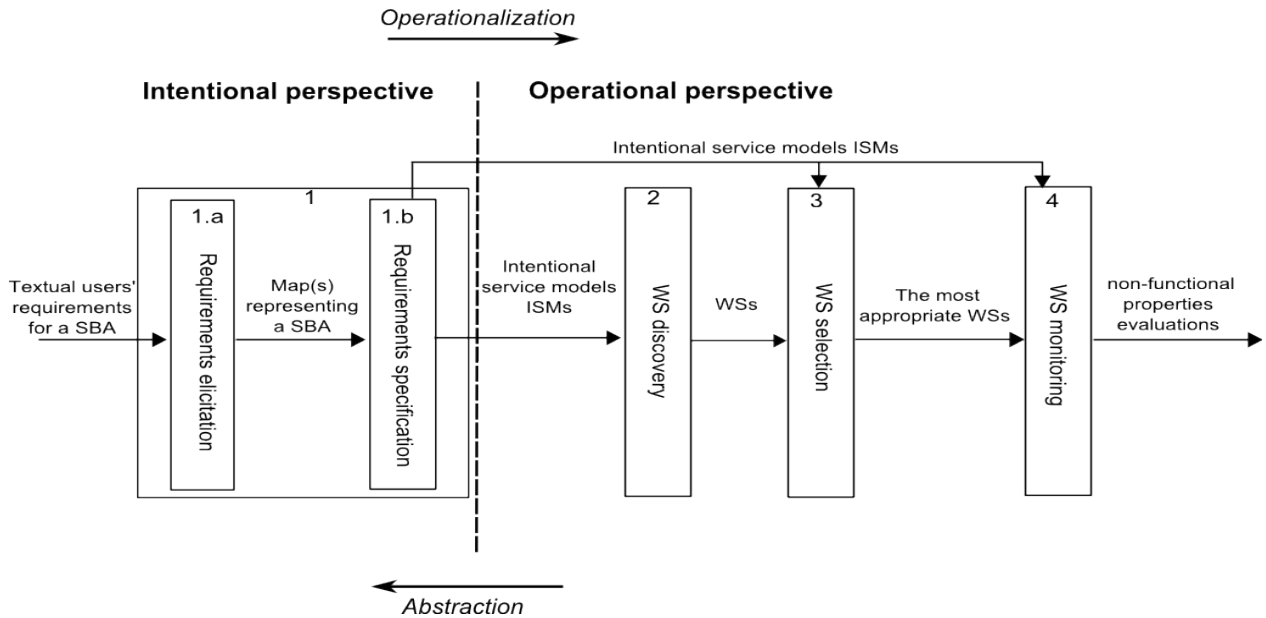 Operationalization
Intentional perspective
Operational perspective
Intentional service models ISMs
1
1.a
Requirements elicitation
1.b
Requirements specification
2
WS discovery
3
WS selection
4
WS monitoring
Textual users'
requirements
for a SBA
Map(s)
representing
a SBA
Intentional
service models
ISMs
WSs
The most
appropriate WSs
non-functional
properties
evaluations
Abstraction